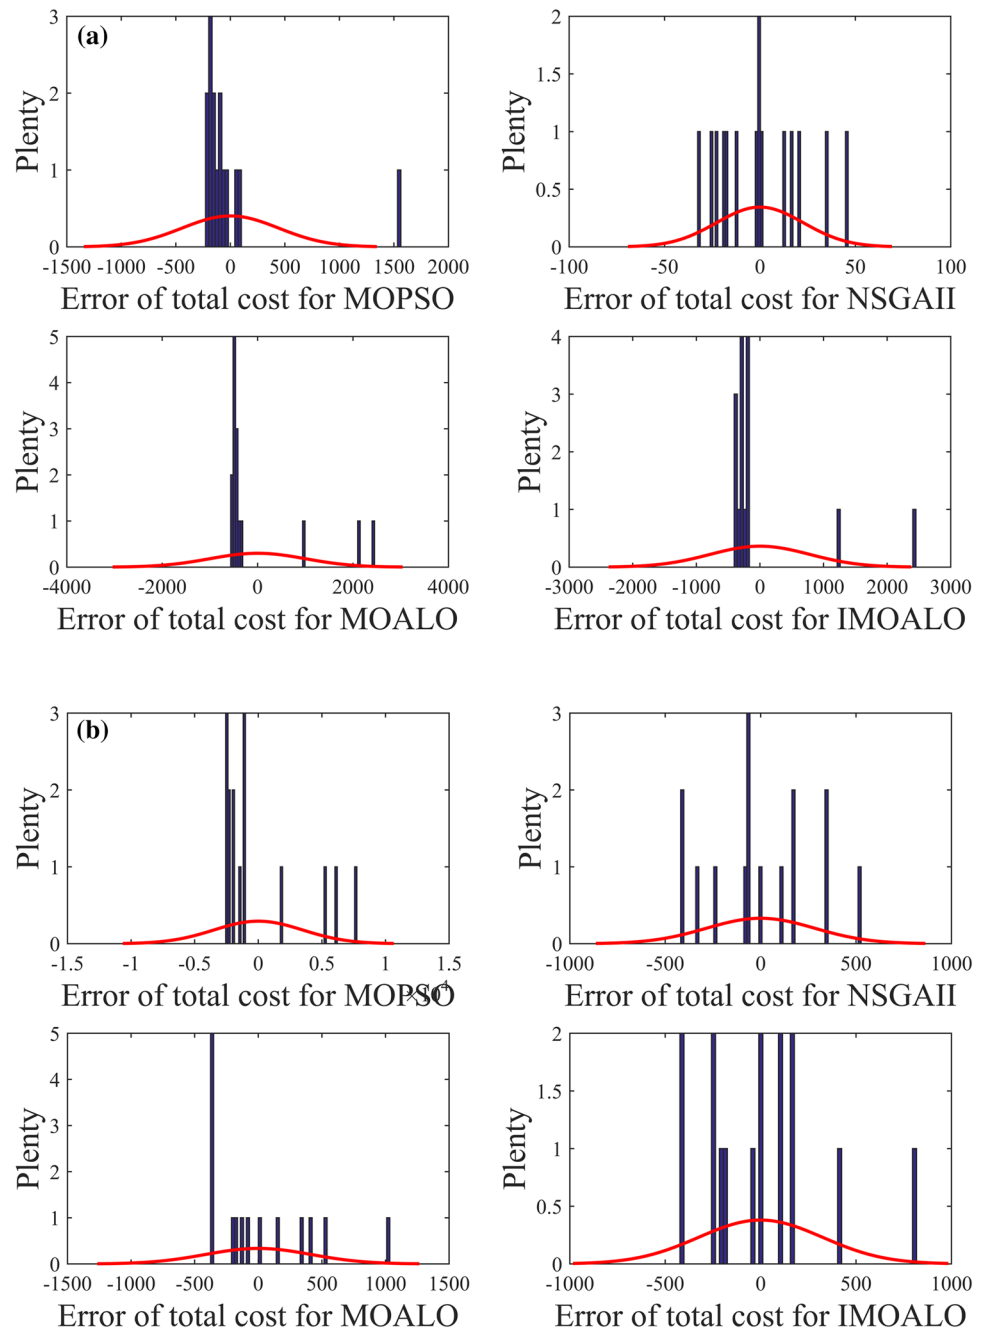 (a)
Plenty
3
2
1
0
-1500 -1000 -500 0 500 1000 1500 2000
Error of total cost for MOPSO
Plenty
2
1.5
1
0.5
0
-100 -50 0 50 100
Error of total cost for NSGAII
Plenty
5
4
3
2
1
0
-4000 -2000 0 2000 4000
Error of total cost for MOALO
Plenty
4
3
2
1
0
-3000 -2000 -1000 0 1000 2000 3000
Error of total cost for IMOALO
(b)
Plenty
3
2
1
0
-1.5 -1 -0.5 0 0.5 1 1.5
×10⁴
Error of total cost for MOPSO
Plenty
3
2
1
0
-1000 -500 0 500 1000
Error of total cost for NSGAII
Plenty
5
4
3
2
1
0
-1500 -1000 -500 0 500 1000 1500
Error of total cost for MOALO
Plenty
2
1.5
1
0.5
0
-1000 -500 0 500 1000
Error of total cost for IMOALO